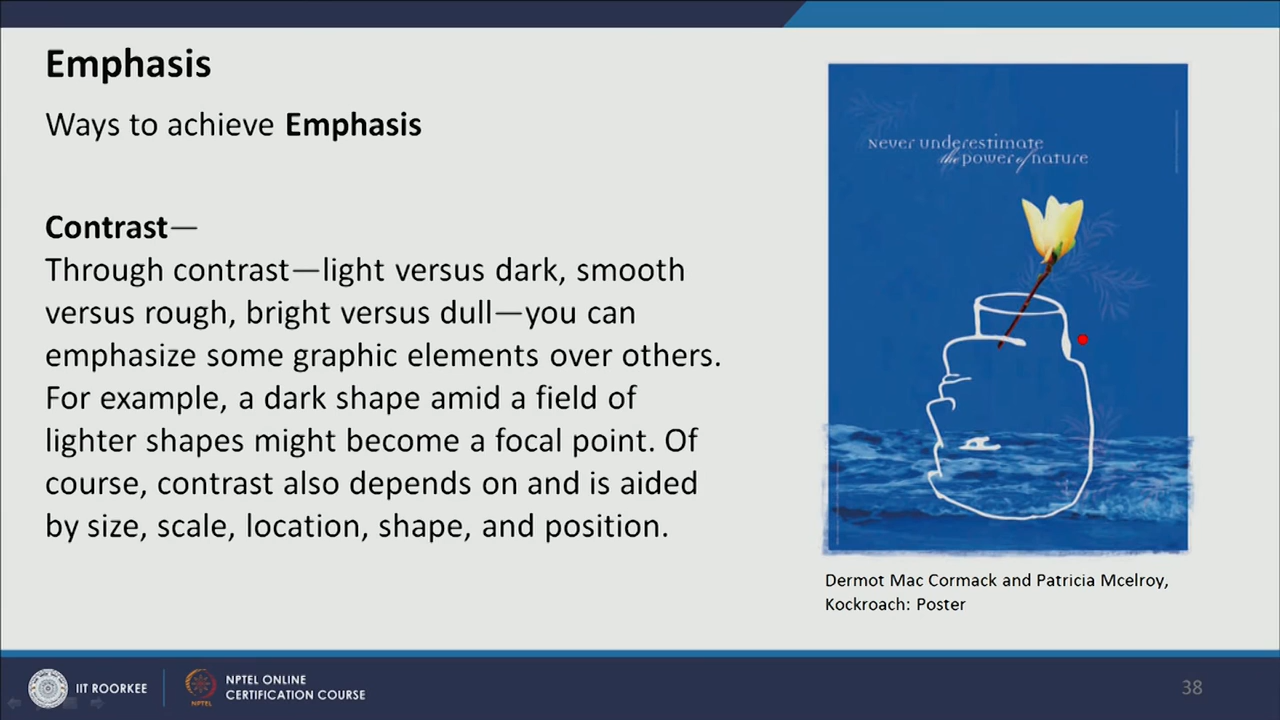 Emphasis
Ways to achieve Emphasis
Contrast—
Through contrast—light versus dark, smooth
versus rough, bright versus dull—you can
emphasize some graphic elements over others.
For example, a dark shape amid a field of
lighter shapes might become a focal point. Of
course, contrast also depends on and is aided
by size, scale, location, shape, and position.
Never underestimate
the power of nature
Dermot Mac Cormack and Patricia Mcelroy,
Kockroach: Poster
IIT ROORKEE
NPTEL
NPTEL ONLINE
CERTIFICATION COURSE
38